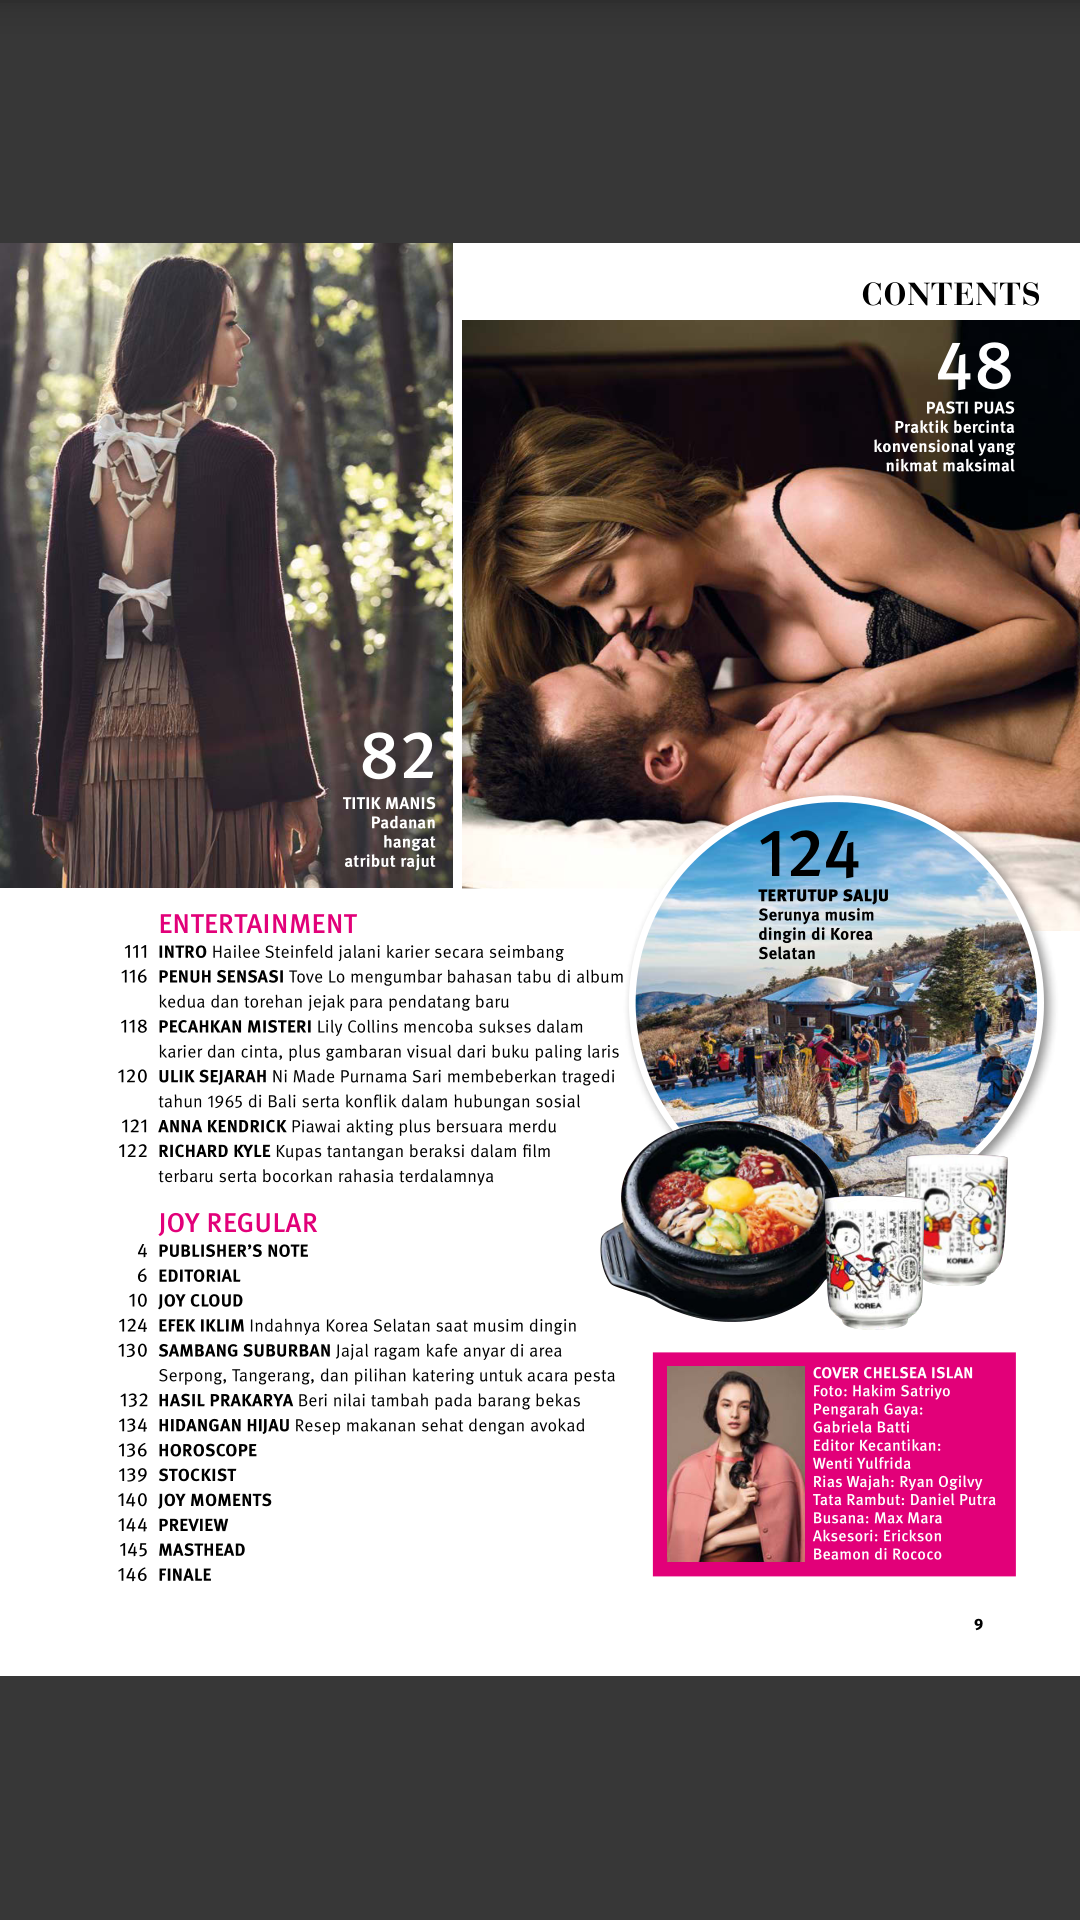 CONTENTS
48
PASTI PUAS
Praktik bercinta
konvensional yang
nikmat maksimal
82
TITIK MANIS
Padanan
hangat
atribut rajut
124
TERTUTUP SALJU
Serunya musim
dingin di Korea
Selatan
ENTERTAINMENT
111 INTRO Hailee Steinfeld jalani karier secara seimbang
116 PENUH SENSASI Tove Lo mengumbar bahasan tabu di album
kedua dan torehan jejak para pendatang baru
118 PECAHKAN MISTERI Lily Collins mencoba sukses dalam
karier dan cinta, plus gambaran visual dari buku paling laris
120 ULIK SEJARAH Ni Made Purnama Sari membeberkan tragedi
tahun 1965 di Bali serta konflik dalam hubungan sosial
121 ANNA KENDRICK Piawai akting plus bersuara merdu
122 RICHARD KYLE Kupas tantangan beraksi dalam film
terbaru serta bocorkan rahasia terdalamnya
JOY REGULAR
4 PUBLISHER'S NOTE
6 EDITORIAL
10 JOY CLOUD
124 EFEK IKLIM Indahnya Korea Selatan saat musim dingin
130 SAMBANG SUBURBAN Jajal ragam kafe anyar di area
Serpong, Tangerang, dan pilihan katering untuk acara pesta
132 HASIL PRAKARYA Beri nilai tambah pada barang bekas
134 HIDANGAN HIJAU Resep makanan sehat dengan avokad
136 HOROSCOPE
139 STOCKIST
140 JOY MOMENTS
144 PREVIEW
145 MASTHEAD
146 FINALE
KOREA
KOREA
COVER CHELSEA ISLAN
Foto: Hakim Satriyo
Pengarah Gaya:
Gabriela Batti
Editor Kecantikan:
Wenti Yulfrida
Rias Wajah: Ryan Ogilvy
Tata Rambut: Daniel Putra
Busana: Max Mara
Aksesori: Erickson
Beamon di Rococo
9